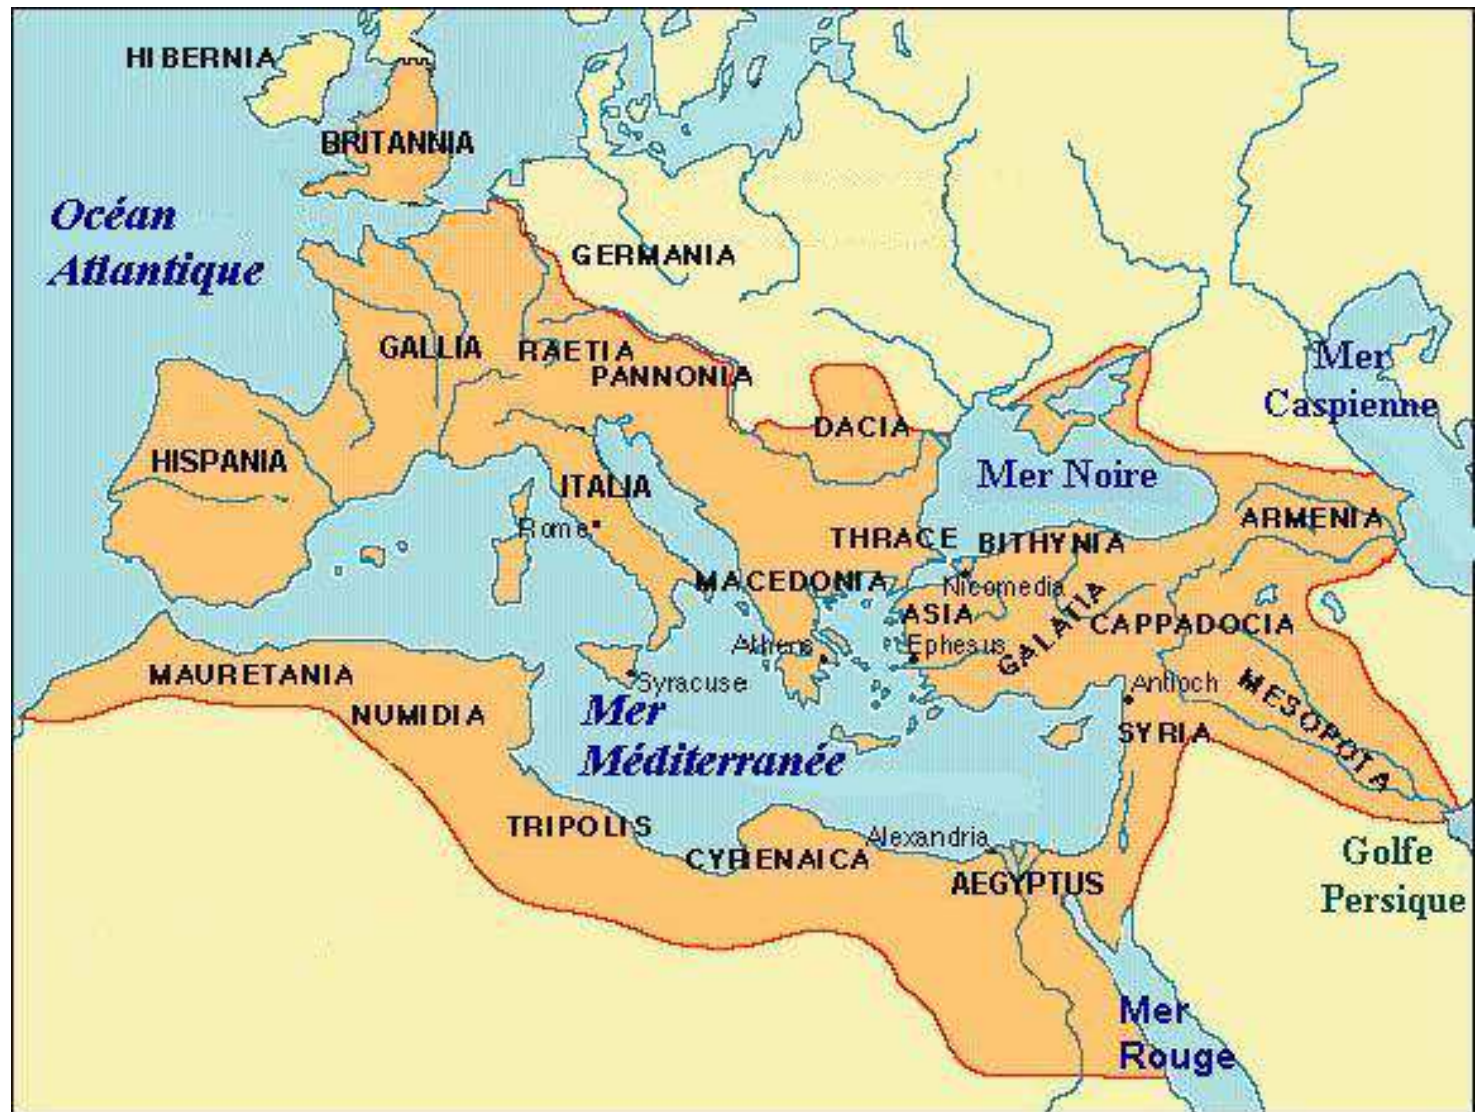 HIBERNIA
BRITANNIA
Océan
Atlantique
GERMANIA
GALLIA
RAETIA
PANNONIA
Mer
Caspienne
DACIA
HISPANIA
ITALIA
Mer Noire
Rome
THRACE
BITHYNIA
ARMENIA
MACEDONIA
Nicomedia
ASIA
GALATIA
CAPPADOCIA
Athens
Ephesus
MAURETANIA
Syracuse
Antioch
MESOPOTA
NUMIDIA
Mer
Méditerranée
SYRIA
TRIPOLIS
CYRENAICA
Alexandria
AEGYPTUS
Golfe
Persique
Mer
Rouge